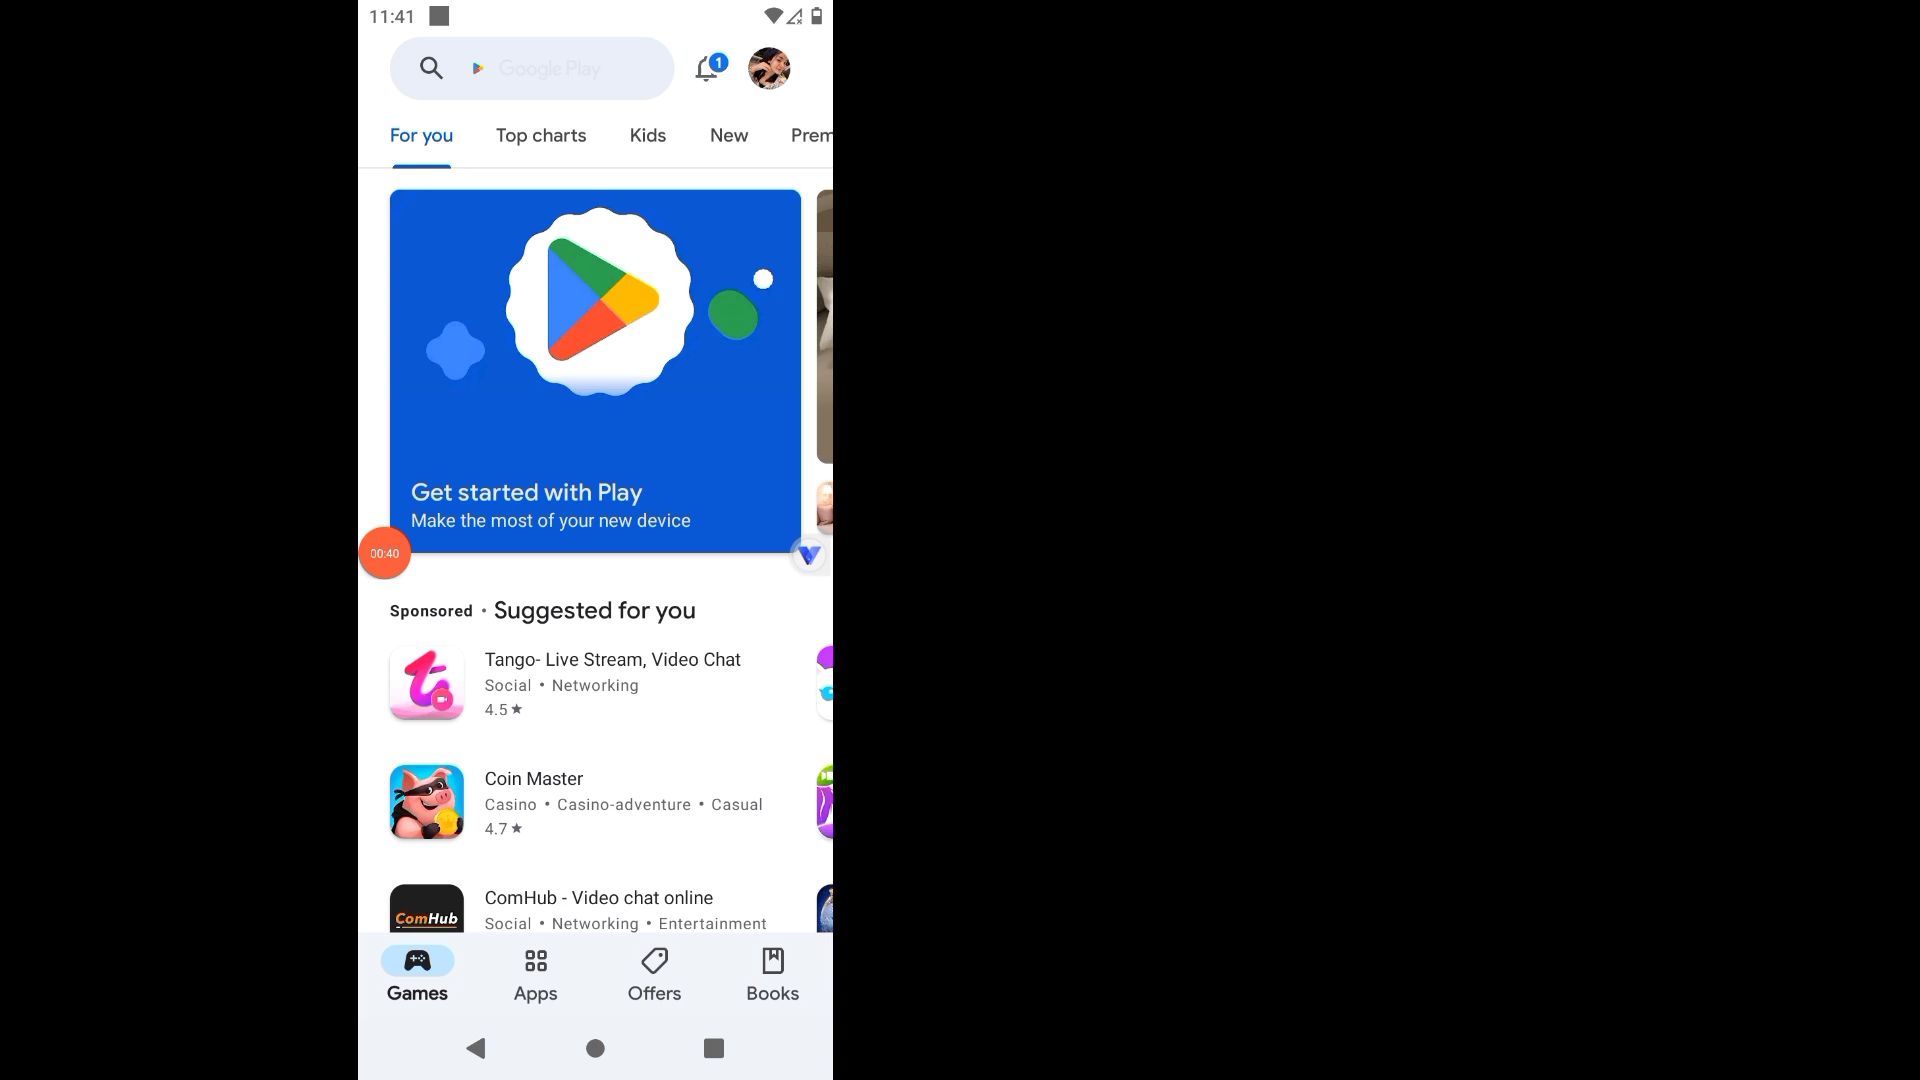 11:41
Google Play
1
For you Top charts Kids New Prem
Get started with Play
Make the most of your new device
00:40
Sponsored • Suggested for you
Tango- Live Stream, Video Chat
Social • Networking
4.5★
Coin Master
Casino • Casino-adventure • Casual
4.7★
ComHub
ComHub - Video chat online
Social • Networking • Entertainment
Games Apps Offers Books